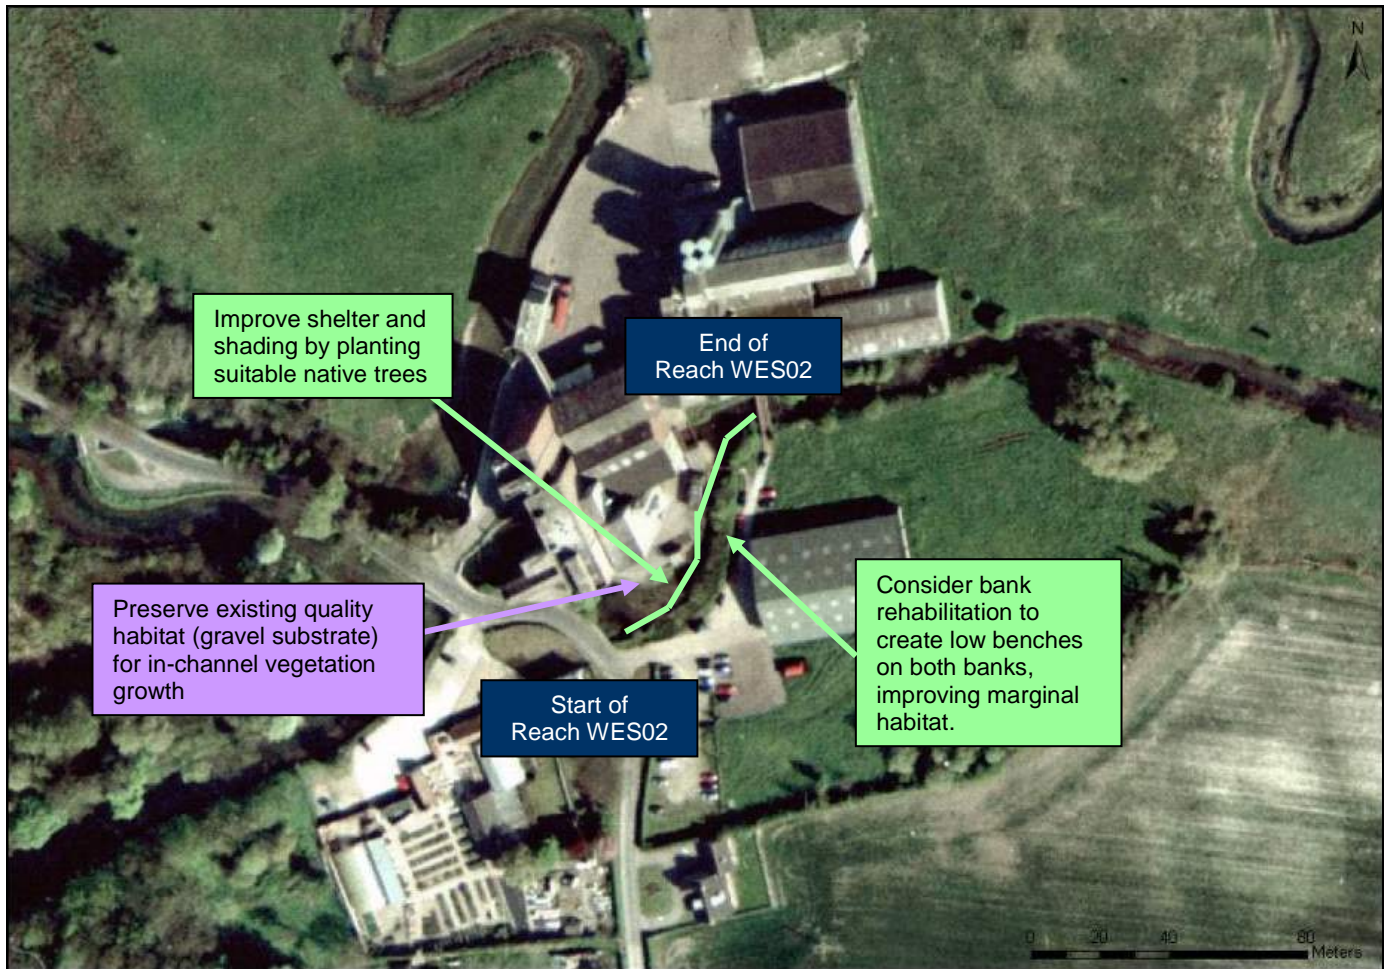 N
Improve shelter and
shading by planting
suitable native trees
End of
Reach WES02
Preserve existing quality
habitat (gravel substrate)
for in-channel vegetation
growth
Consider bank
rehabilitation to
create low benches
on both banks,
improving marginal
habitat.
Start of
Reach WES02
0 20 40 80
Meters